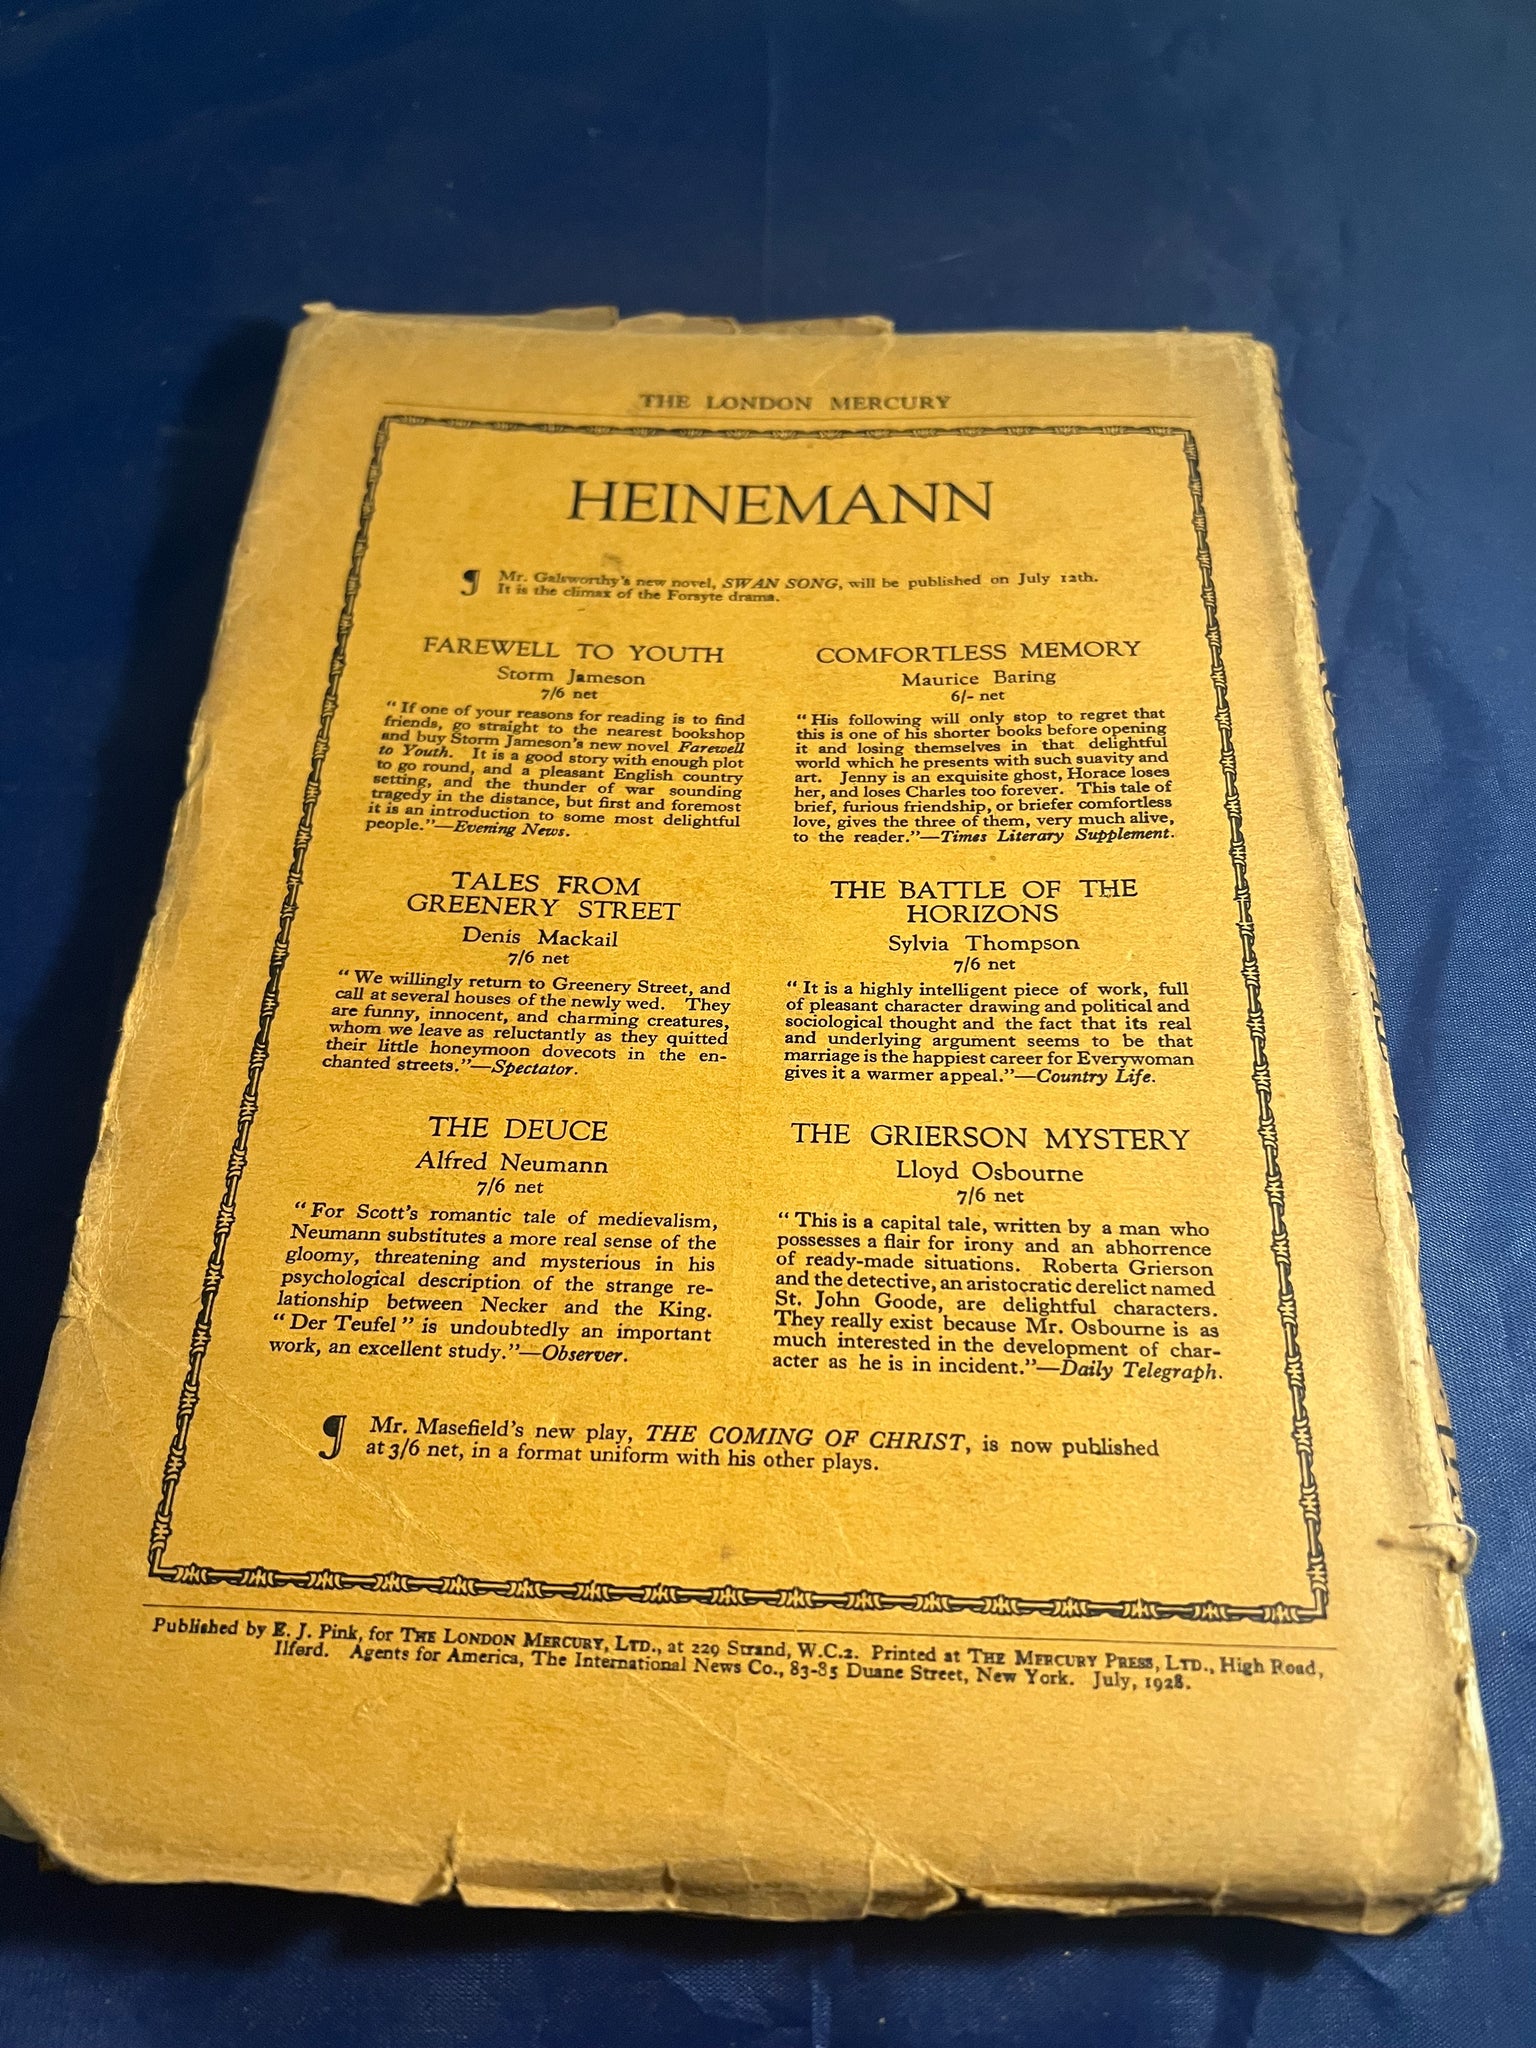 THE LONDON MERCURY
HEINEMANN
¶ Mr. Galsworthy's new novel, SWAN SONG, will be published on July 12th.
It is the climax of the Forsyte drama.
FAREWELL TO YOUTH
Storm Jameson
7/6 net
"If one of your reasons for reading is to find
friends, go straight to the nearest bookshop
and buy Storm Jameson's new novel Farewell
to Youth. It is a good story with enough plot
to go round, and a pleasant English country
setting, and the thunder of war sounding
tragedy in the distance, but first and foremost
it is an introduction to some most delightful
people."—Evening News.
COMFORTLESS MEMORY
Maurice Baring
6/- net
"His following will only stop to regret that
this is one of his shorter books before opening
it and losing themselves in that delightful
world which he presents with such suavity and
art. Jenny is an exquisite ghost, Horace loses
her, and loses Charles too forever. This tale of
brief, furious friendship, or briefer comfortless
love, gives the three of them, very much alive,
to the reader."—Times Literary Supplement.
TALES FROM
GREENERY STREET
Denis Mackail
7/6 net
"We willingly return to Greenery Street, and
call at several houses of the newly wed. They
are funny, innocent, and charming creatures,
whom we leave as reluctantly as they quitted
their little honeymoon dovecots in the en-
chanted streets."—Spectator.
THE BATTLE OF THE
HORIZONS
Sylvia Thompson
7/6 net
"It is a highly intelligent piece of work, full
of pleasant character drawing and political and
sociological thought and the fact that its real
and underlying argument seems to be that
marriage is the happiest career for Everywoman
gives it a warmer appeal."—Country Life.
THE DEUCE
Alfred Neumann
7/6 net
"For Scott's romantic tale of medievalism,
Neumann substitutes a more real sense of the
gloomy, threatening and mysterious in his
psychological description of the strange re-
lationship between Necker and the King.
"Der Teufel" is undoubtedly an important
work, an excellent study."—Observer.
THE GRIERSON MYSTERY
Lloyd Osbourne
7/6 net
"This is a capital tale, written by a man who
possesses a flair for irony and an abhorrence
of ready-made situations. Roberta Grierson
and the detective, an aristocratic derelict named
St. John Goode, are delightful characters.
They really exist because Mr. Osbourne is as
much interested in the development of char-
acter as he is in incident."—Daily Telegraph.
¶ Mr. Masefield's new play, THE COMING OF CHRIST, is now published
at 3/6 net, in a format uniform with his other plays.
Published by E. J. Pink, for THE LONDON MERCURY, LTD., at 229 Strand, W.C.2. Printed at THE MERCURY PRESS, LTD., High Road,
Ilford. Agents for America, The International News Co., 83-85 Duane Street, New York. July, 1928.